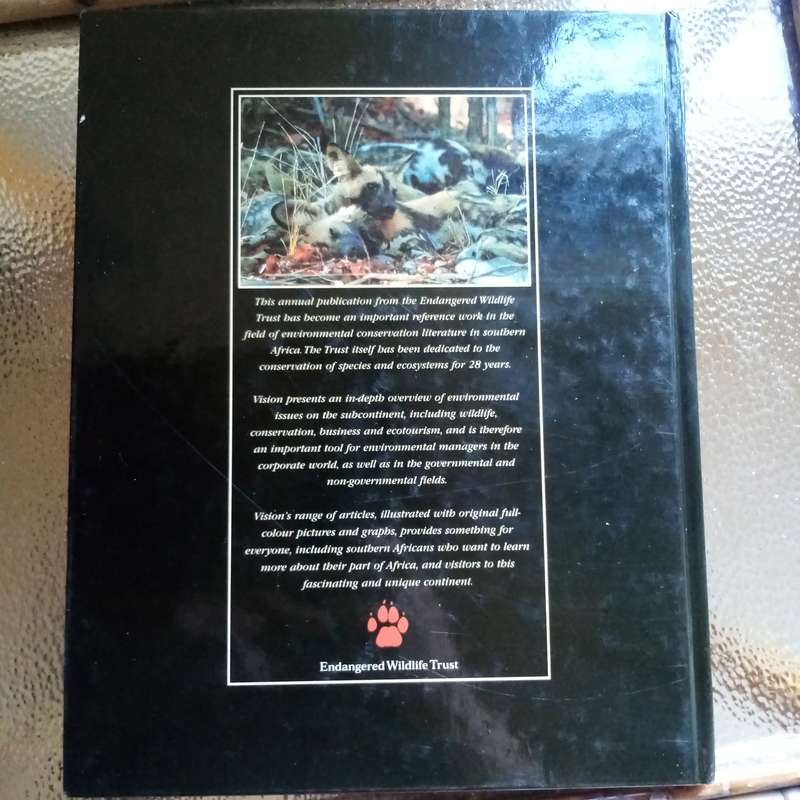 This annual publication from the Endangered Wildlife
Trust has become an important reference work in the
field of environmental conservation literature in southern
Africa. The Trust itself has been dedicated to the
conservation of species and ecosystems for 28 years.
Vision presents an in-depth overview of environmental
issues on the subcontinent, including wildlife,
conservation, business and ecotourism, and is therefore
an important tool for environmental managers in the
corporate world, as well as in the governmental and
non-governmental fields.
Vision's range of articles, illustrated with original full-
colour pictures and graphs, provides something for
everyone, including southern Africans who want to learn
more about their part of Africa, and visitors to this
fascinating and unique continent.
Endangered Wildlife Trust